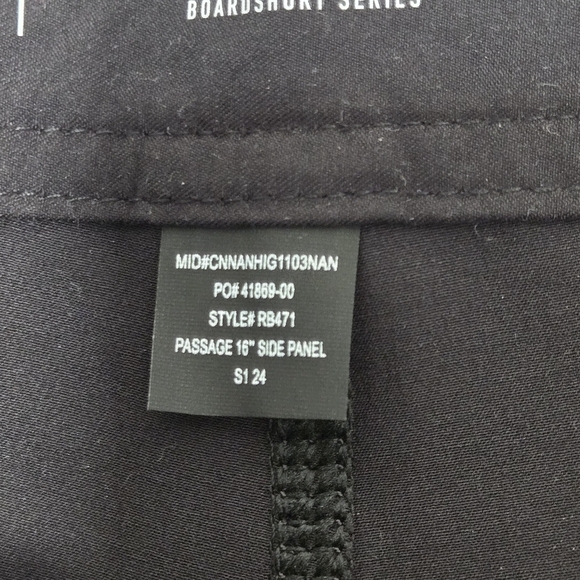 BOARDSHORT SERIES
MID#CNNANHIG1103NAN
PO# 41869-00
STYLE# RB471
PASSAGE 16" SIDE PANEL
S1 24